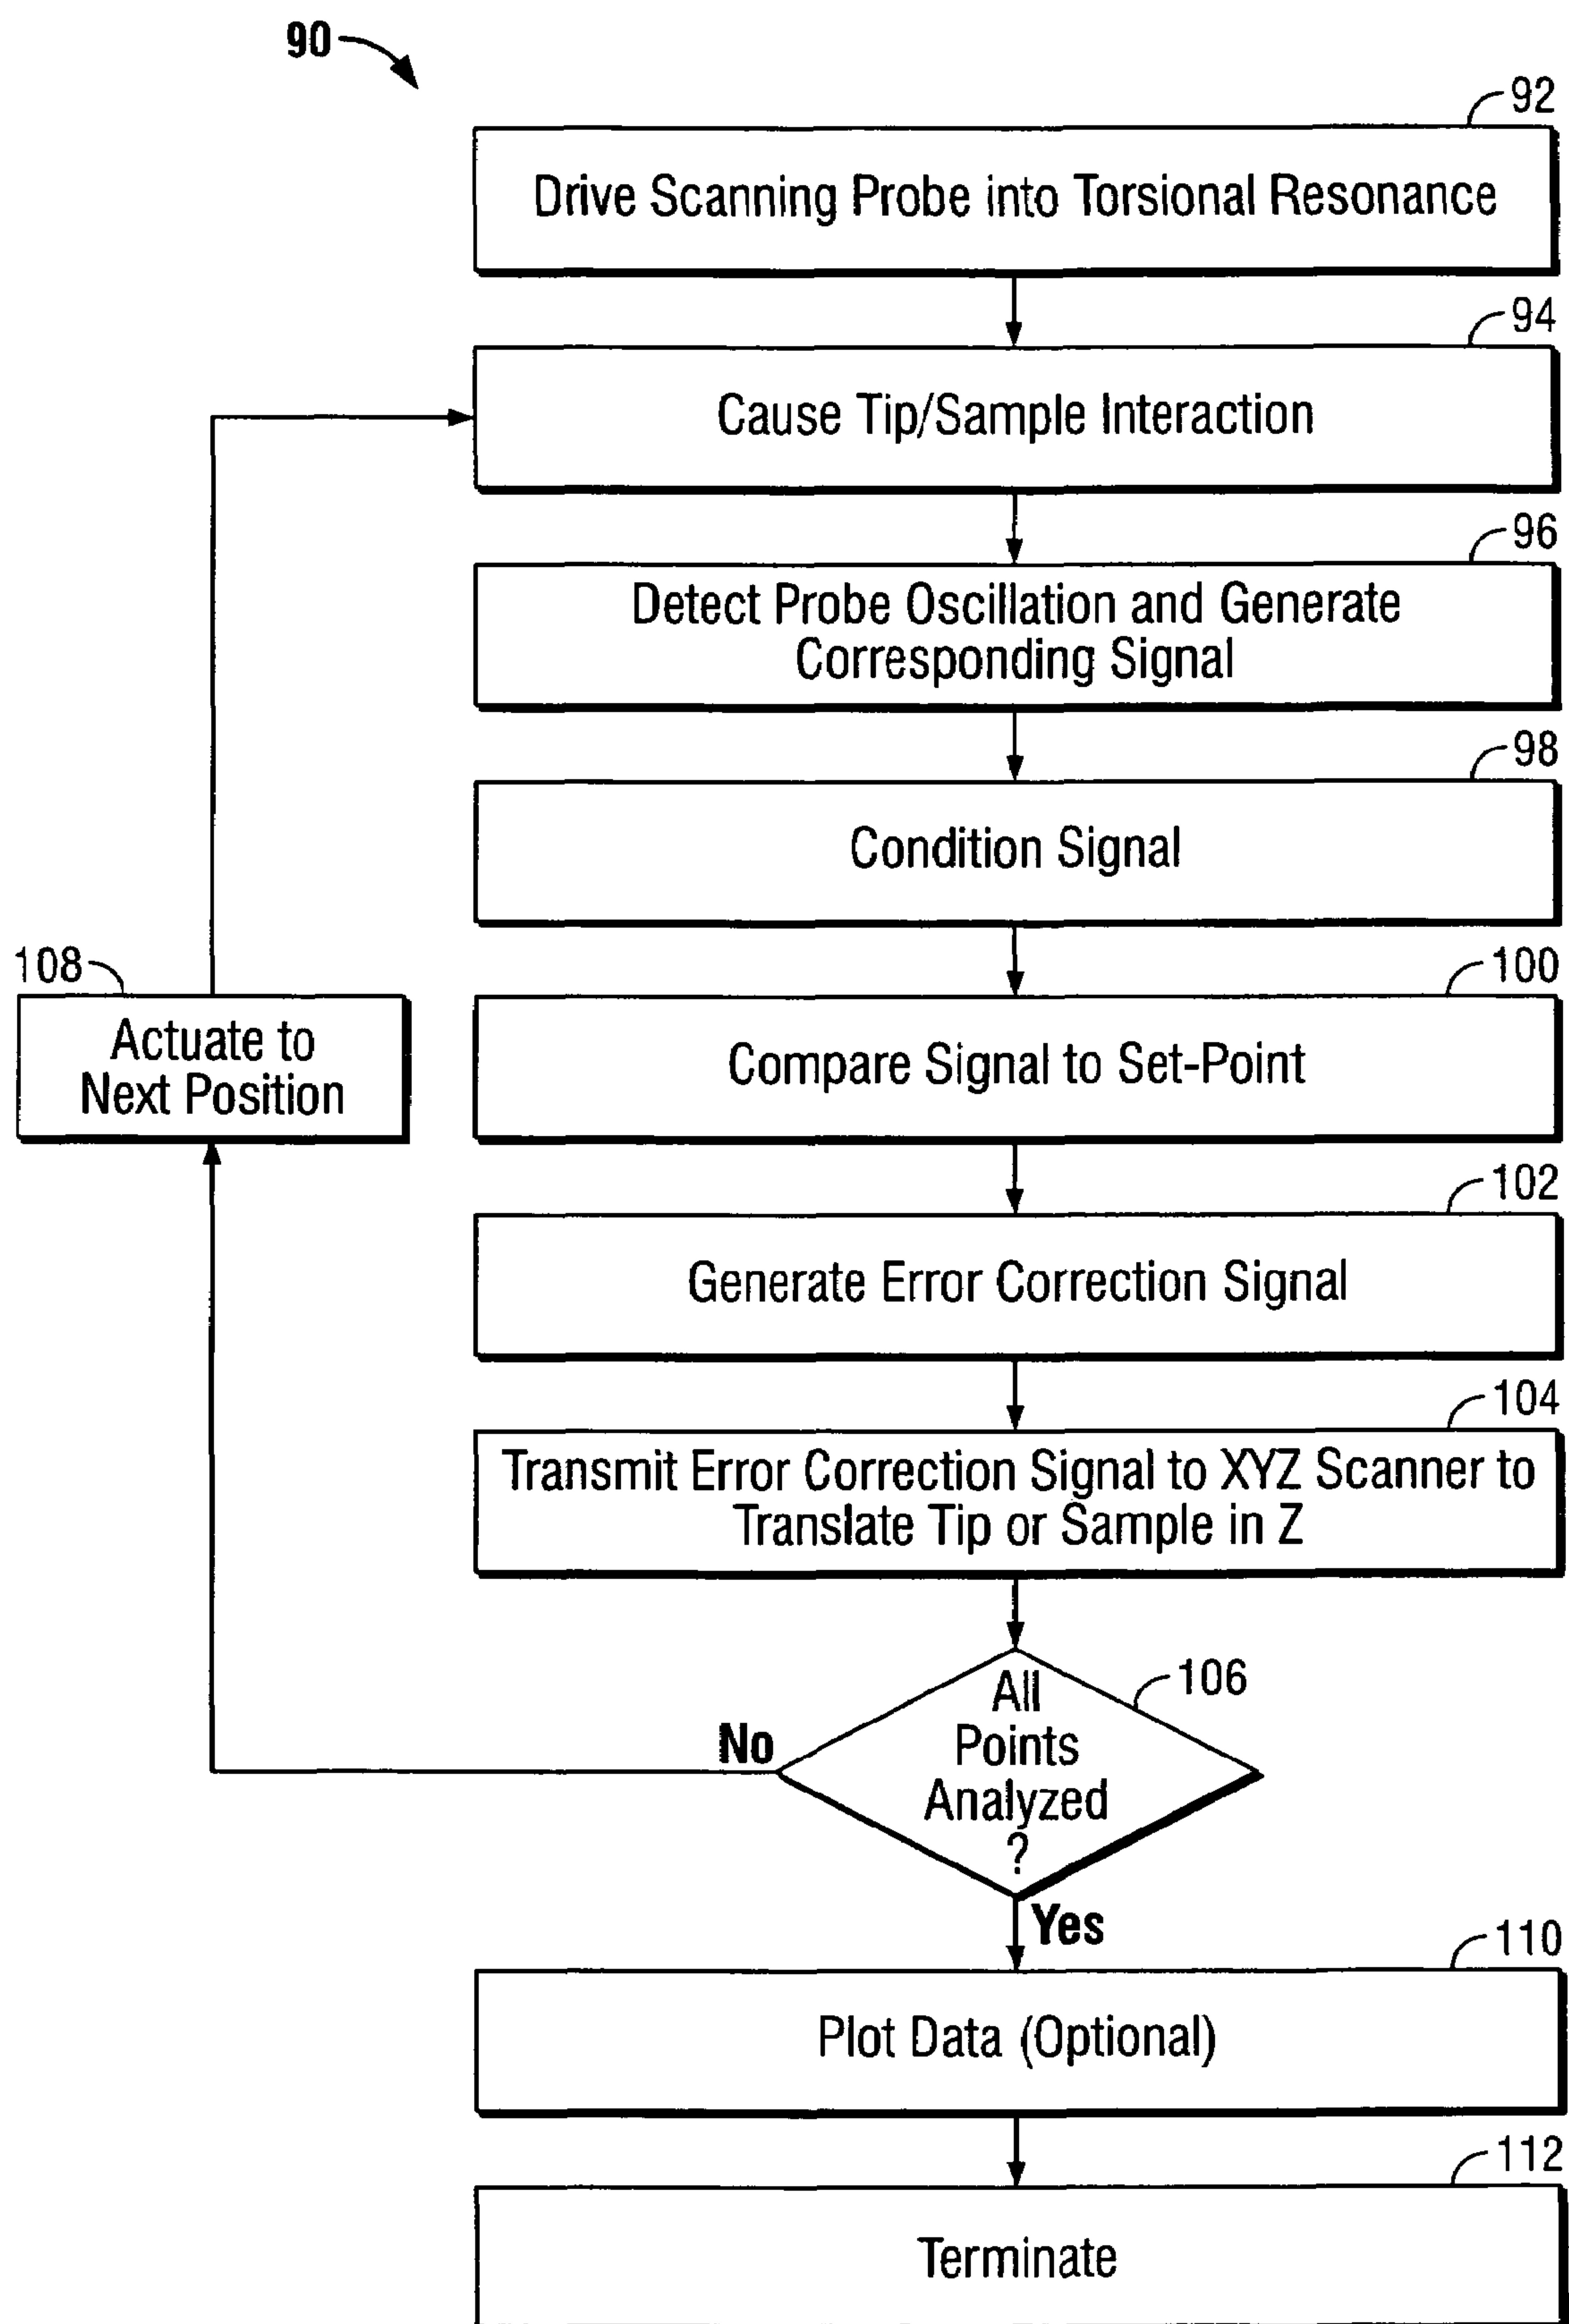 90
92
Drive Scanning Probe into Torsional Resonance
94
Cause Tip/Sample Interaction
96
Detect Probe Oscillation and Generate
Corresponding Signal
98
Condition Signal
108
Actuate to
Next Position
100
Compare Signal to Set-Point
102
Generate Error Correction Signal
104
Transmit Error Correction Signal to XYZ Scanner to
Translate Tip or Sample in Z
106
All
Points
Analyzed
?
No
Yes
110
Plot Data (Optional)
112
Terminate